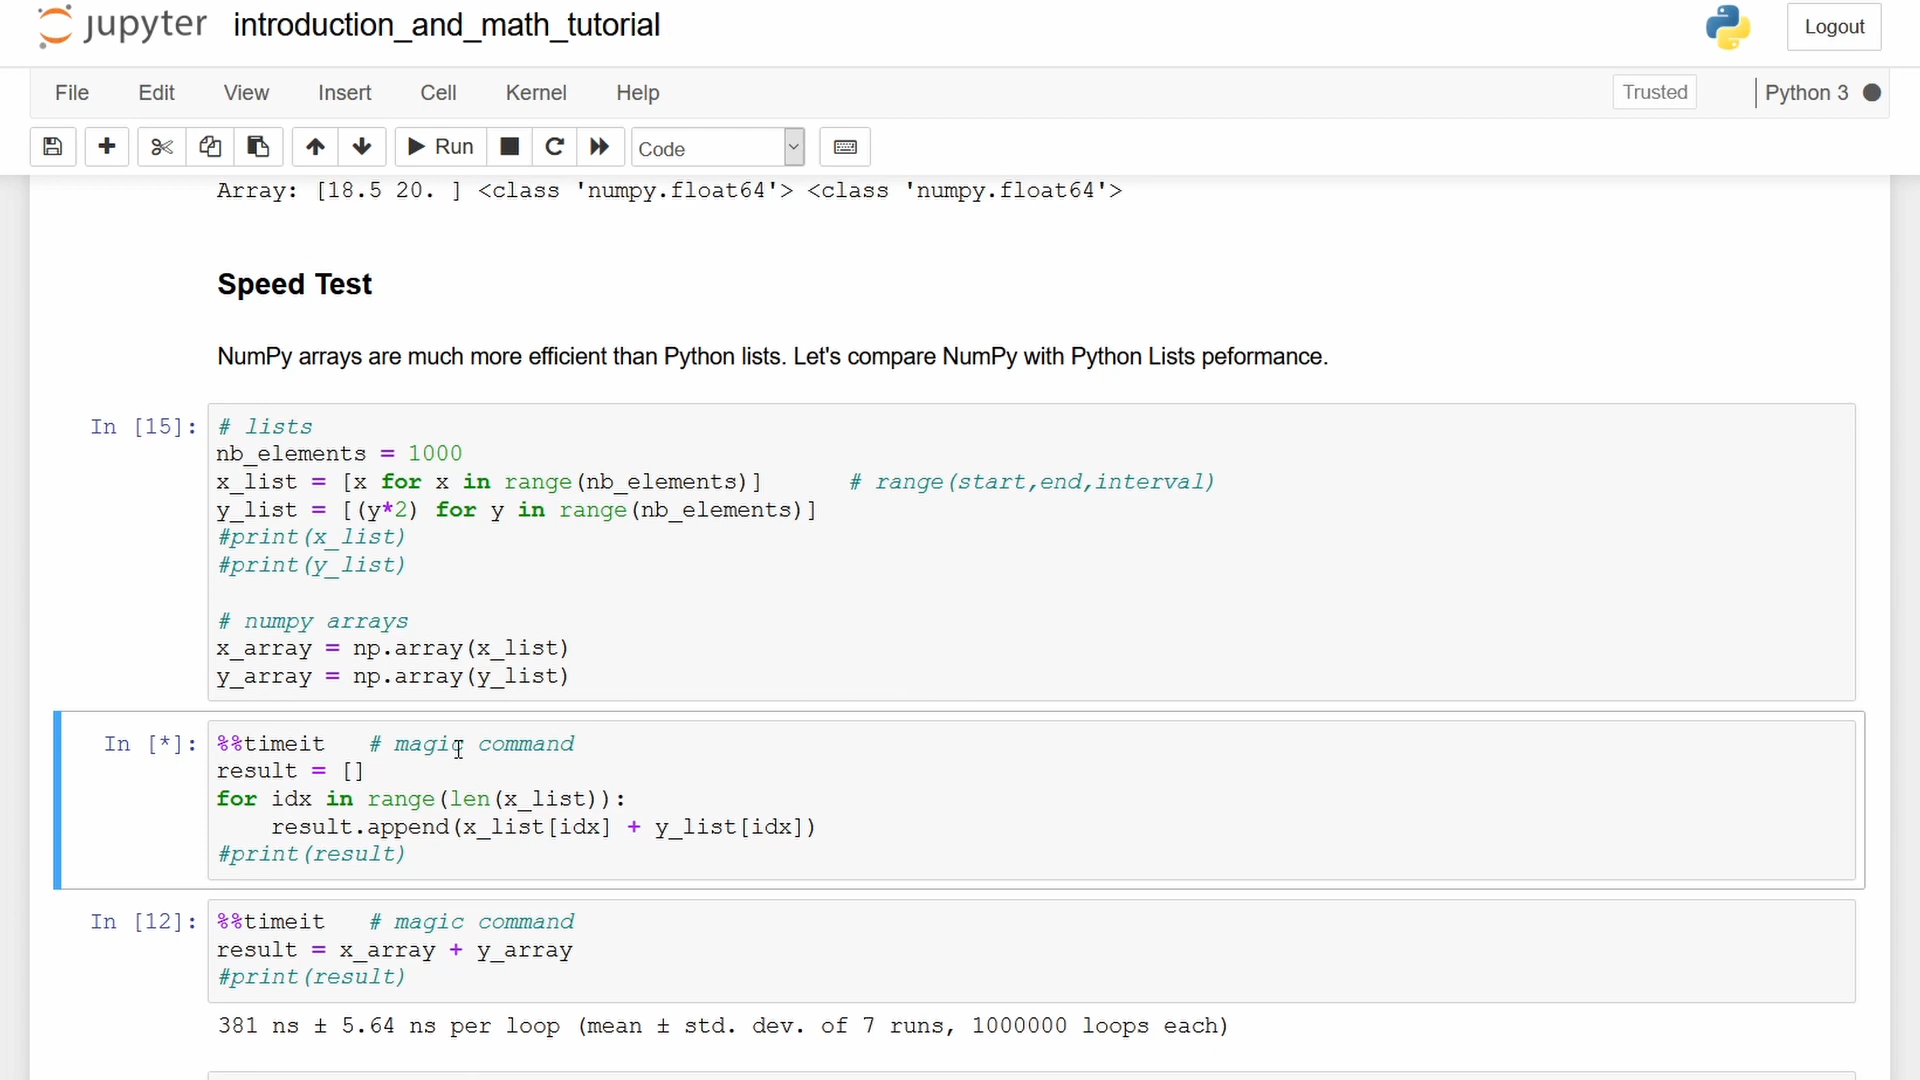 jupyter introduction_and_math_tutorial Logout
File Edit View Insert Cell Kernel Help Trusted Python 3
Run Code
Array: [18.5 20. ] <class 'numpy.float64'> <class 'numpy.float64'>
Speed Test
NumPy arrays are much more efficient than Python lists. Let's compare NumPy with Python Lists peformance.
In [15]: # lists
nb_elements = 1000
x_list = [x for x in range(nb_elements)] # range(start,end,interval)
y_list = [(y*2) for y in range(nb_elements)]
#print(x_list)
#print(y_list)
# numpy arrays
x_array = np.array(x_list)
y_array = np.array(y_list)
In [*]: %%timeit # magic command
result = []
for idx in range(len(x_list)):
result.append(x_list[idx] + y_list[idx])
#print(result)
In [12]: %%timeit # magic command
result = x_array + y_array
#print(result)
381 ns ± 5.64 ns per loop (mean ± std. dev. of 7 runs, 1000000 loops each)